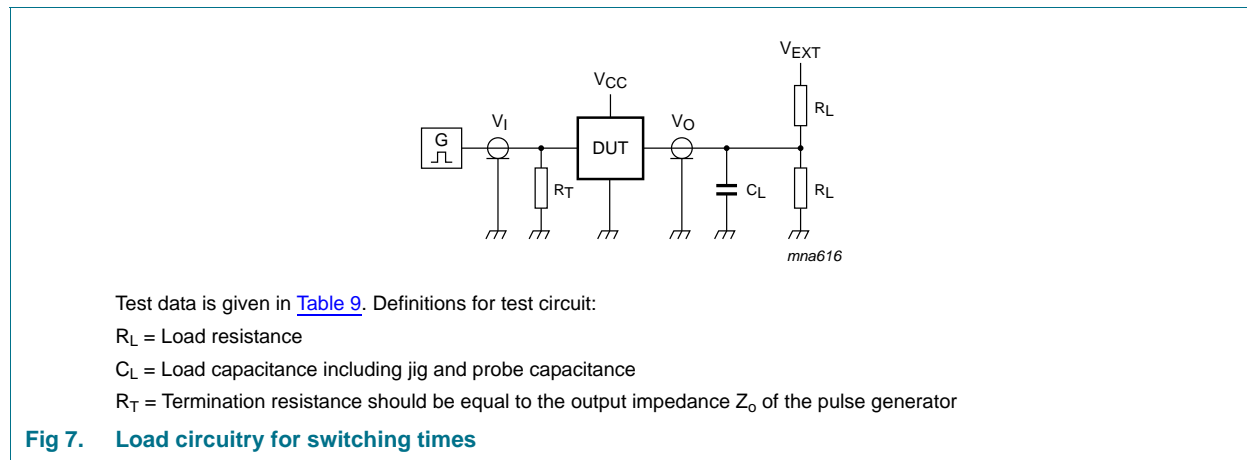 VEXT
VCC
RL
VI
VO
G
DUT
RT
CL
RL
mna616
Test data is given in Table 9. Definitions for test circuit:
RL = Load resistance
CL = Load capacitance including jig and probe capacitance
RT = Termination resistance should be equal to the output impedance Zo of the pulse generator
Fig 7. Load circuitry for switching times